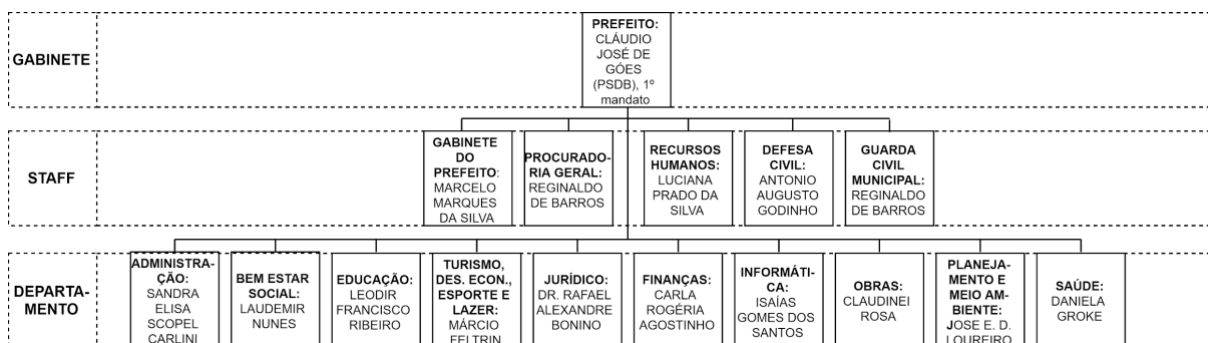 GABINETE
PREFEITO:
CLÁUDIO
JOSÉ DE
GÓES
(PSDB), 1º
mandato
STAFF
GABINETE
DO
PREFEITO:
MARCELO
MARQUES
DA SILVA
PROCURADO-
RIA GERAL:
REGINALDO
DE BARROS
RECURSOS
HUMANOS:
LUCIANA
PRADO DA
SILVA
DEFESA
CIVIL:
ANTONIO
AUGUSTO
GODINHO
GUARDA
CIVIL
MUNICIPAL:
REGINALDO
DE BARROS
DEPARTA-
MENTO
ADMINISTRA-
ÇÃO:
SANDRA
ELISA
SCOPEL
CARLINI
BEM ESTAR
SOCIAL:
LAUDEMIR
NUNES
EDUCAÇÃO:
LEODIR
FRANCISCO
RIBEIRO
TURISMO,
DES. ECON.,
ESPORTE E
LAZER:
MÁRCIO
FELTRIN
JURÍDICO:
DR. RAFAEL
ALEXANDRE
BONINO
FINANÇAS:
CARLA
ROGÉRIA
AGOSTINHO
INFORMÁTI-
CA:
ISAÍAS
GOMES DOS
SANTOS
OBRAS:
CLAUDINEI
ROSA
PLANEJA-
MENTO E
MEIO AM-
BIENTE:
JOSE E. D.
LOUREIRO
SAÚDE:
DANIELA
GROKE